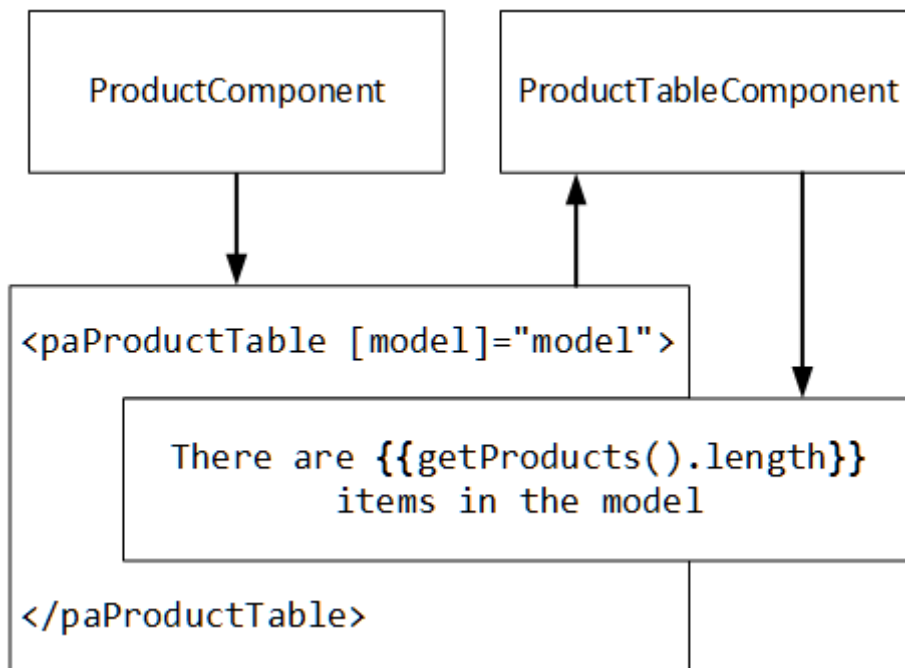 ProductComponent
ProductTableComponent
<paProductTable [model]="model">
There are {{getProducts().length}}
items in the model
</paProductTable>